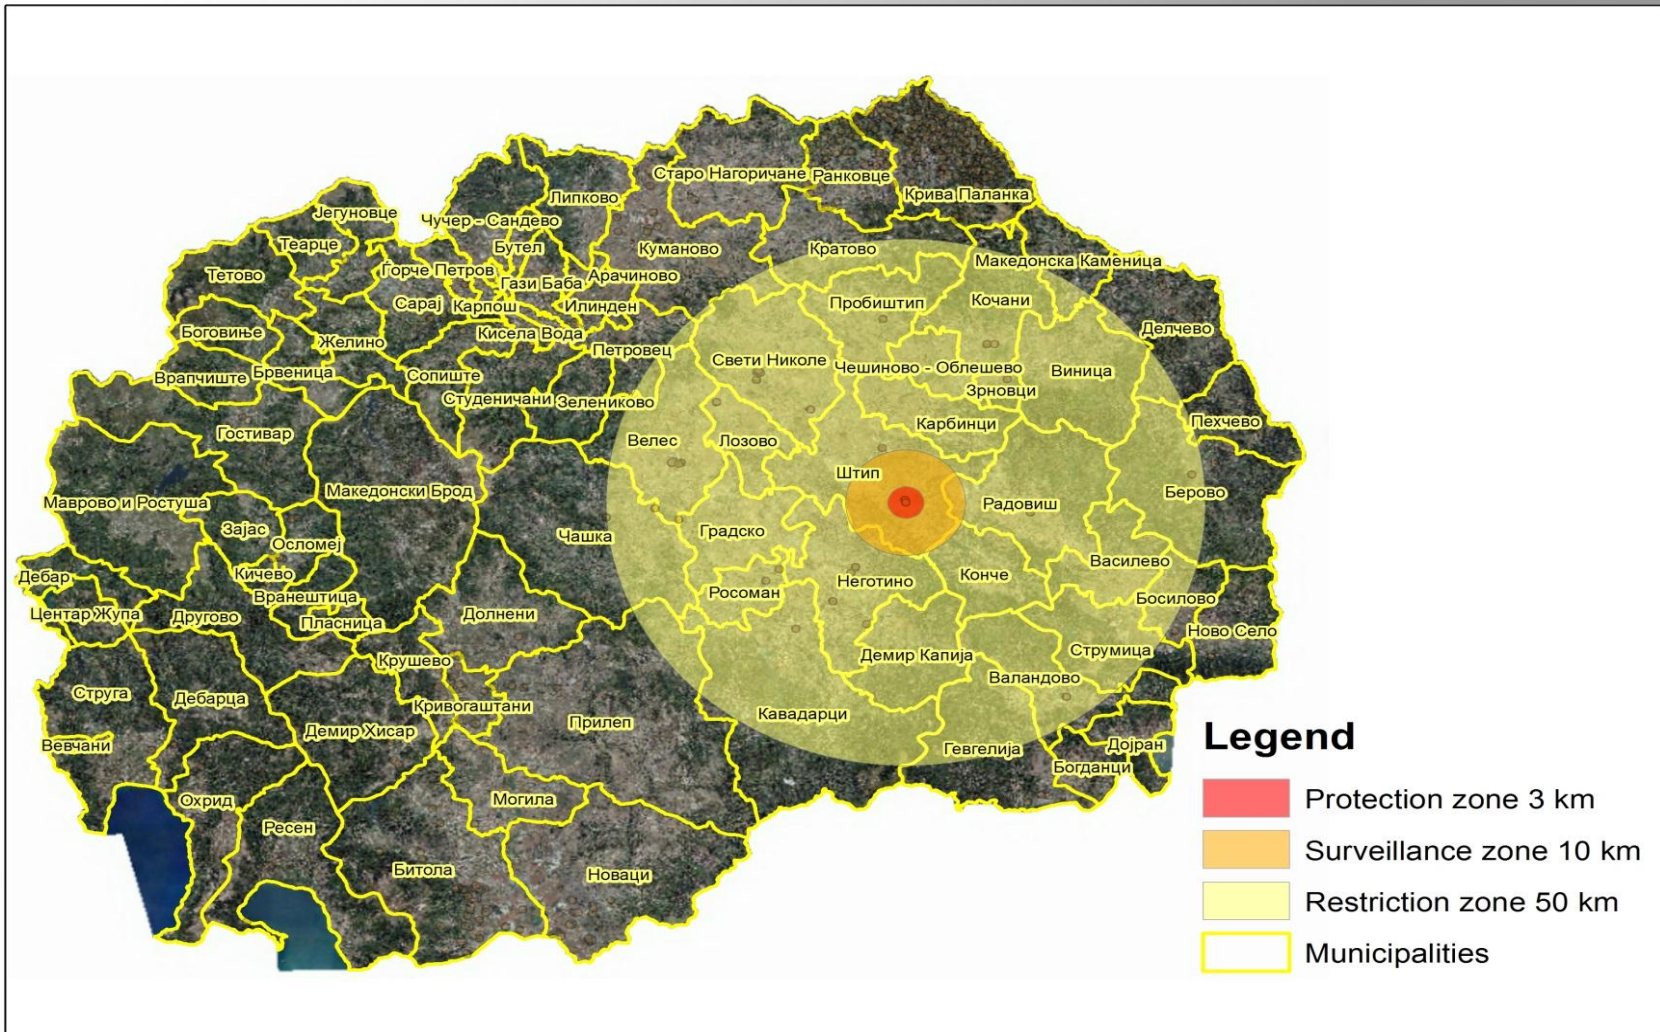 Старо Нагоричане
Ранковце
Крива Паланка
Липково
Јегуновце
Чучер - Сандево
Теарце
Бутел
Куманово
Кратово
Македонска Каменица
Тетово
Ѓорче Петров
Гази Баба
Арачиново
Сарај
Карпош
Илинден
Пробиштип
Кочани
Боговиње
Желино
Кисела Вода
Петровец
Делчево
Врапчиште
Брвеница
Сопиште
Свети Николе
Чешиново - Облешево
Виница
Студеничани
Зелениково
Зрновци
Гостивар
Велес
Лозово
Карбинци
Пехчево
Маврово и Ростуша
Македонски Брод
Штип
Радовиш
Берово
Зајас
Осломеј
Чашка
Градско
Дебар
Кичево
Вранештица
Росоман
Неготино
Конче
Василево
Центар Жупа
Другово
Пласница
Долнени
Босилово
Ново Село
Крушево
Демир Капија
Струмица
Струга
Дебарца
Кривогаштани
Валандово
Вевчани
Демир Хисар
Прилеп
Кавадарци
Гевгелија
Дојран
Богданци
Охрид
Ресен
Могила
Битола
Новаци
Legend
Protection zone 3 km
Surveillance zone 10 km
Restriction zone 50 km
Municipalities